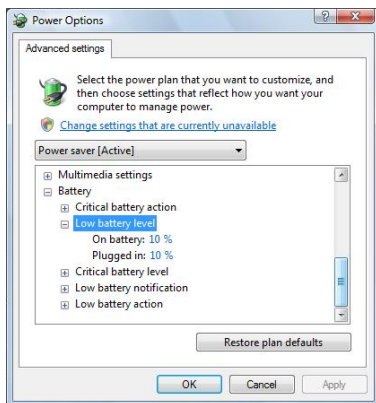 Power Options
Advanced settings
Select the power plan that you want to customize, and
then choose settings that reflect how you want your
computer to manage power.
Change settings that are currently unavailable
Power saver [Active]
Multimedia settings
Battery
Critical battery action
Low battery level
On battery: 10 %
Plugged in: 10 %
Critical battery level
Low battery notification
Low battery action
Restore plan defaults
OK Cancel Apply